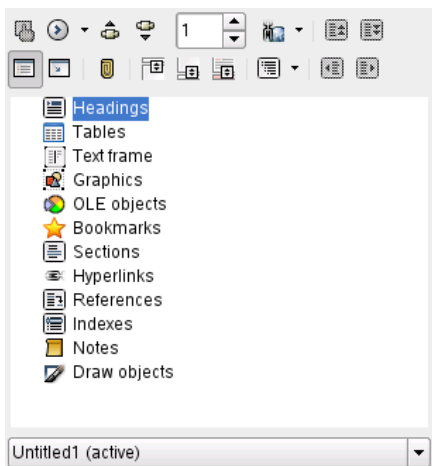 1
Headings
Tables
Text frame
Graphics
OLE objects
Bookmarks
Sections
Hyperlinks
References
Indexes
Notes
Draw objects
Untitled1 (active)